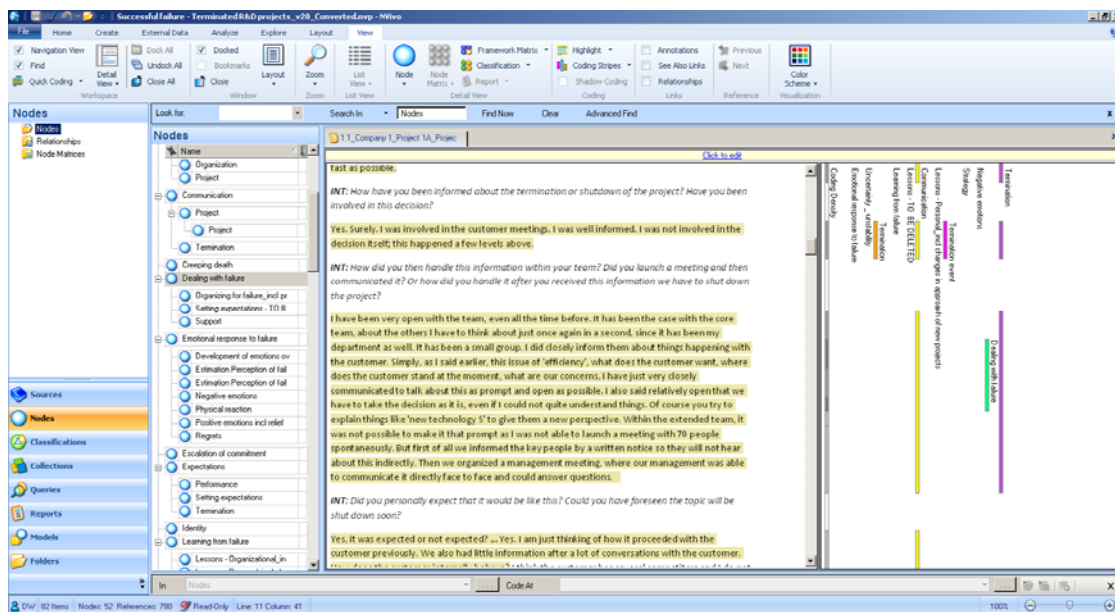 Successful failure - Terminated R&D projects_v20_Converted.nvp - NVivo
File Home Create External Data Analyze Explore Layout View
Navigation View
Find
Quick Coding
Detail View
Workspace
Dock All
Undock All
Close All
Docked
Bookmarks
Close
Layout
Window
Zoom
Zoom
List View
List View
Node
Node Matrix
Framework Matrix
Classification
Report
Detail View
Highlight
Coding Stripes
Shadow Coding
Coding
Annotations
See Also Links
Relationships
Links
Previous
Next
Reference
Color Scheme
Visualization
Nodes
Look for: Search In Nodes Find Now Clear Advanced Find x
Nodes
Relationships
Node Matrices
Sources
Nodes
Classifications
Collections
Queries
Reports
Models
Folders
Nodes
Name
Organization
Project
Communication
Project
Project
Termination
Creeping death
Dealing with failure
Organizing for failure_incl pr
Setting expectations - TO B
Support
Emotional response to failure
Development of emotions ov
Estimation Perception of fail
Estimation Perception of fail
Negative emotions
Physical reaction
Positive emotions incl relief
Regrets
Escalation of commitment
Expectations
Performance
Setting expectations
Termination
Identity
Learning from failure
Lessons - Organizational_in
1.1_Company 1_Project 1A_Projec
Click to edit
fast as possible.
INT: How have you been informed about the termination or shutdown of the project? Have you been
involved in this decision?
Yes. Surely. I was involved in the customer meetings. I was well informed. I was not involved in the
decision itself; this happened a few levels above.
INT: How did you then handle this information within your team? Did you launch a meeting and then
communicated it? Or how did you handle it after you received this information we have to shut down
the project?
I have been very open with the team, even all the time before. It has been the case with the core
team, about the others I have to think about just once again in a second, since it has been my
department as well. It has been a small group. I did closely inform them about things happening with
the customer. Simply, as I said earlier, this issue of 'efficiency', what does the customer want, where
does the customer stand at the moment, what are our concerns, I have just very closely
communicated to talk about this as prompt and open as possible. I also said relatively open that we
have to take the decision as it is, even if I could not quite understand things. Of course you try to
explain things like 'new technology S' to give them a new perspective. Within the extended team, it
was not possible to make it that prompt as I was not able to launch a meeting with 70 people
spontaneously. But first of all we informed the key people by a written notice so they will not hear
about this indirectly. Then we organized a management meeting, where our management was able
to communicate it directly face to face and could answer questions.
INT: Did you personally expect that it would be like this? Could you have foreseen the topic will be
shut down soon?
Yes, it was expected or not expected? ... Yes. I am just thinking of how it proceeded with the
customer previously. We also had little information after a lot of conversations with the customer.
Coding Density
Emotional response to failure
Uncertainty _ unstability
Termination
Learning from failure
Lessons - TO BE DELETED
Communication
Lessons - Personal_incl changes in approach of new projects
Termination event
Strategy
Negative emotions
Dealing with failure
Termination
In Nodes ... Code At ... x
DW 82 Items Nodes: 52 References: 780 Read-Only Line: 11 Column: 41 100%